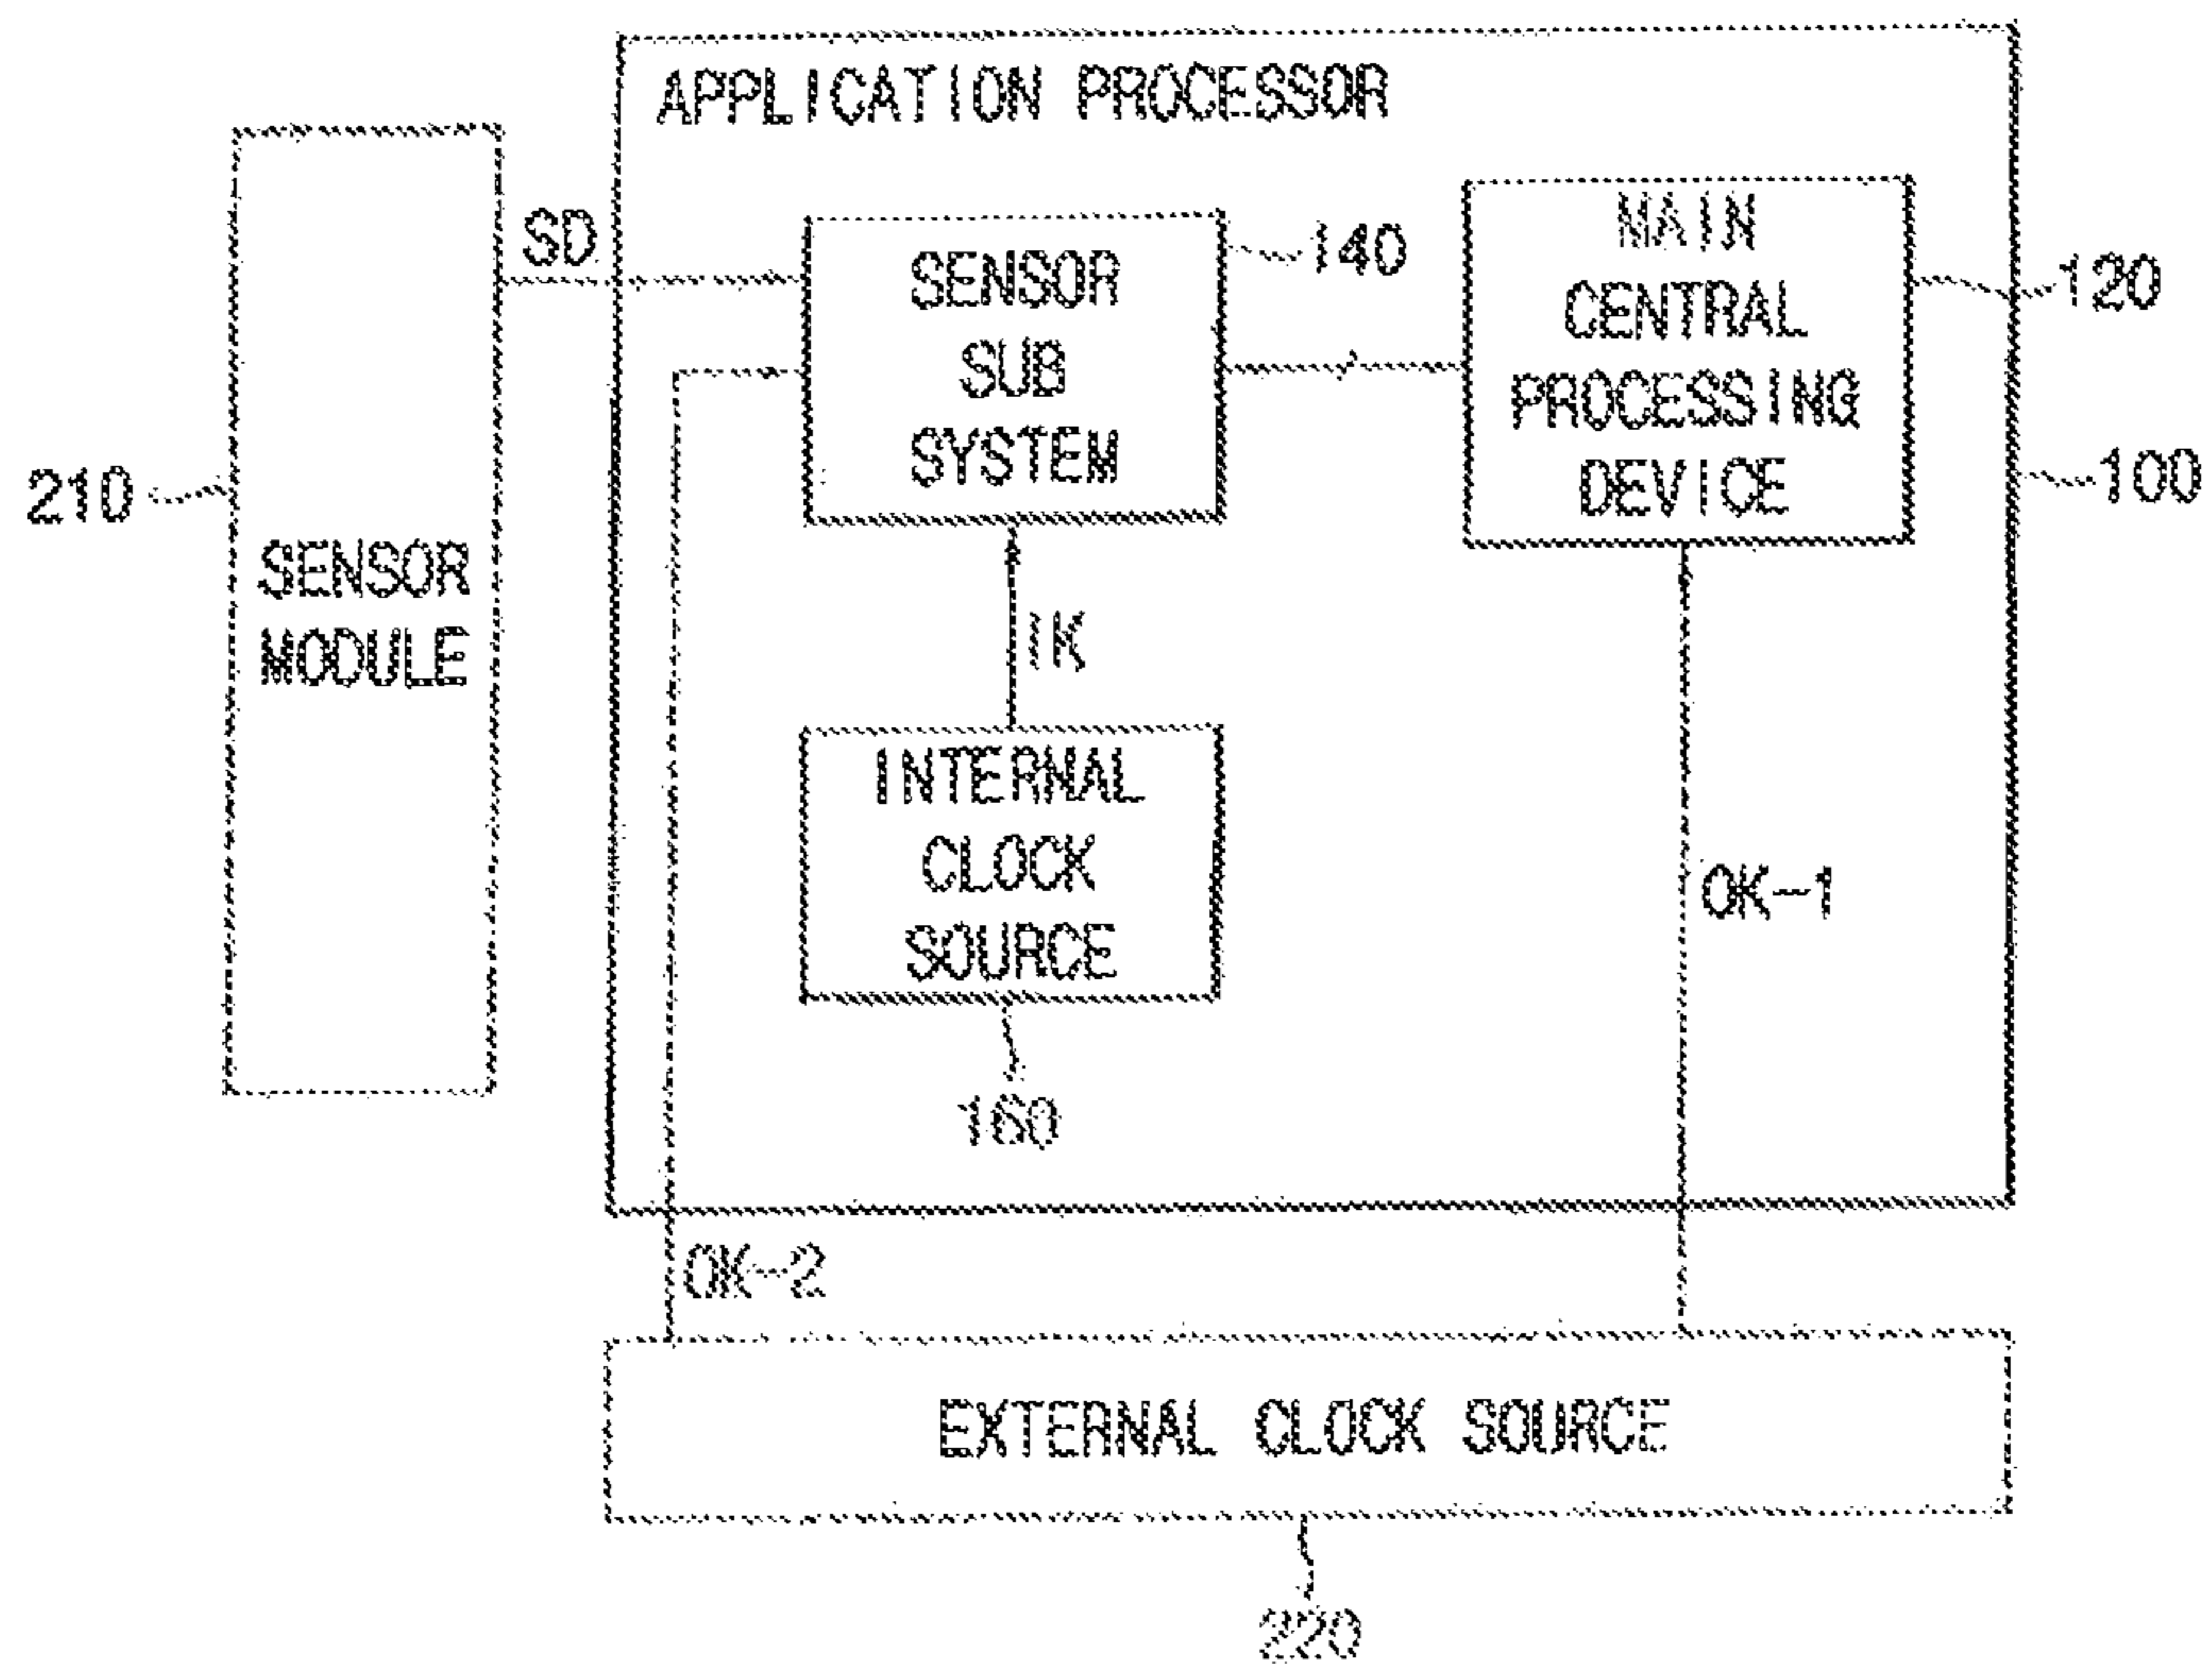 APPLICATION PROCESSOR
SD
SENSOR
SUB
SYSTEM
140
MAIN
CENTRAL
PROCESSING
DEVICE
120
100
210
SENSOR
MODULE
IK
INTERNAL
CLOCK
SOURCE
160
OK-1
OK-2
EXTERNAL CLOCK SOURCE
220